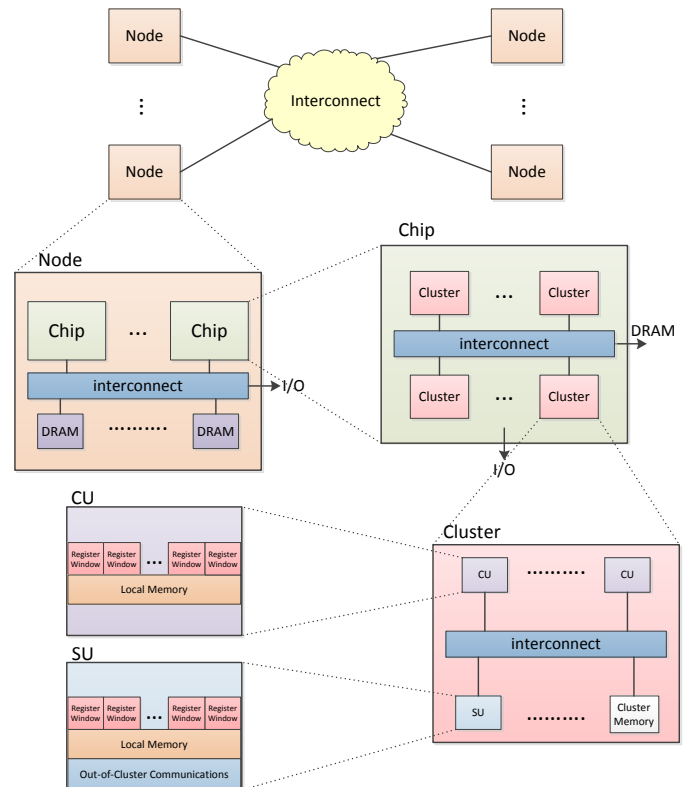 Node
Node
Interconnect
⋮
⋮
Node
Node
Node
Chip
...
Chip
interconnect
I/O
DRAM
..........
DRAM
Chip
Cluster
...
Cluster
interconnect
DRAM
Cluster
...
Cluster
I/O
CU
Register
Window
Register
Window
...
Register
Window
Register
Window
Local Memory
SU
Register
Window
Register
Window
...
Register
Window
Register
Window
Local Memory
Out-of-Cluster Communications
Cluster
CU
..........
CU
interconnect
SU
..........
Cluster
Memory